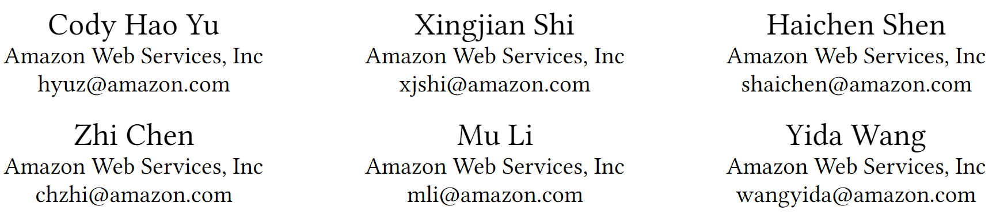 Cody Hao Yu
Amazon Web Services, Inc
hyuz@amazon.com
Xingjian Shi
Amazon Web Services, Inc
xjshi@amazon.com
Haichen Shen
Amazon Web Services, Inc
shaichen@amazon.com
Zhi Chen
Amazon Web Services, Inc
chzhi@amazon.com
Mu Li
Amazon Web Services, Inc
mli@amazon.com
Yida Wang
Amazon Web Services, Inc
wangyida@amazon.com